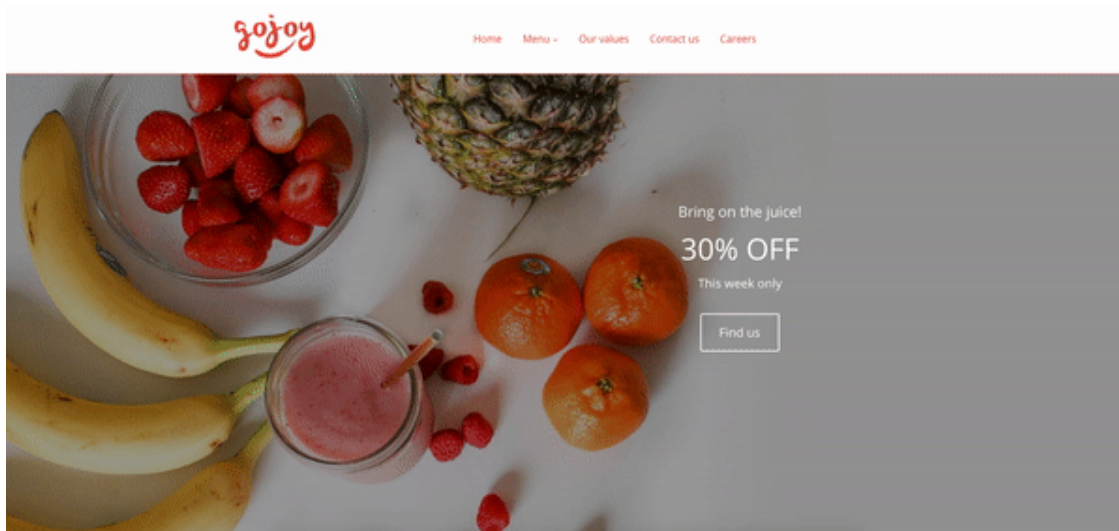 gojoy
Home Menu Our values Contact us Careers
Bring on the juice!
30% OFF
This week only
Find us